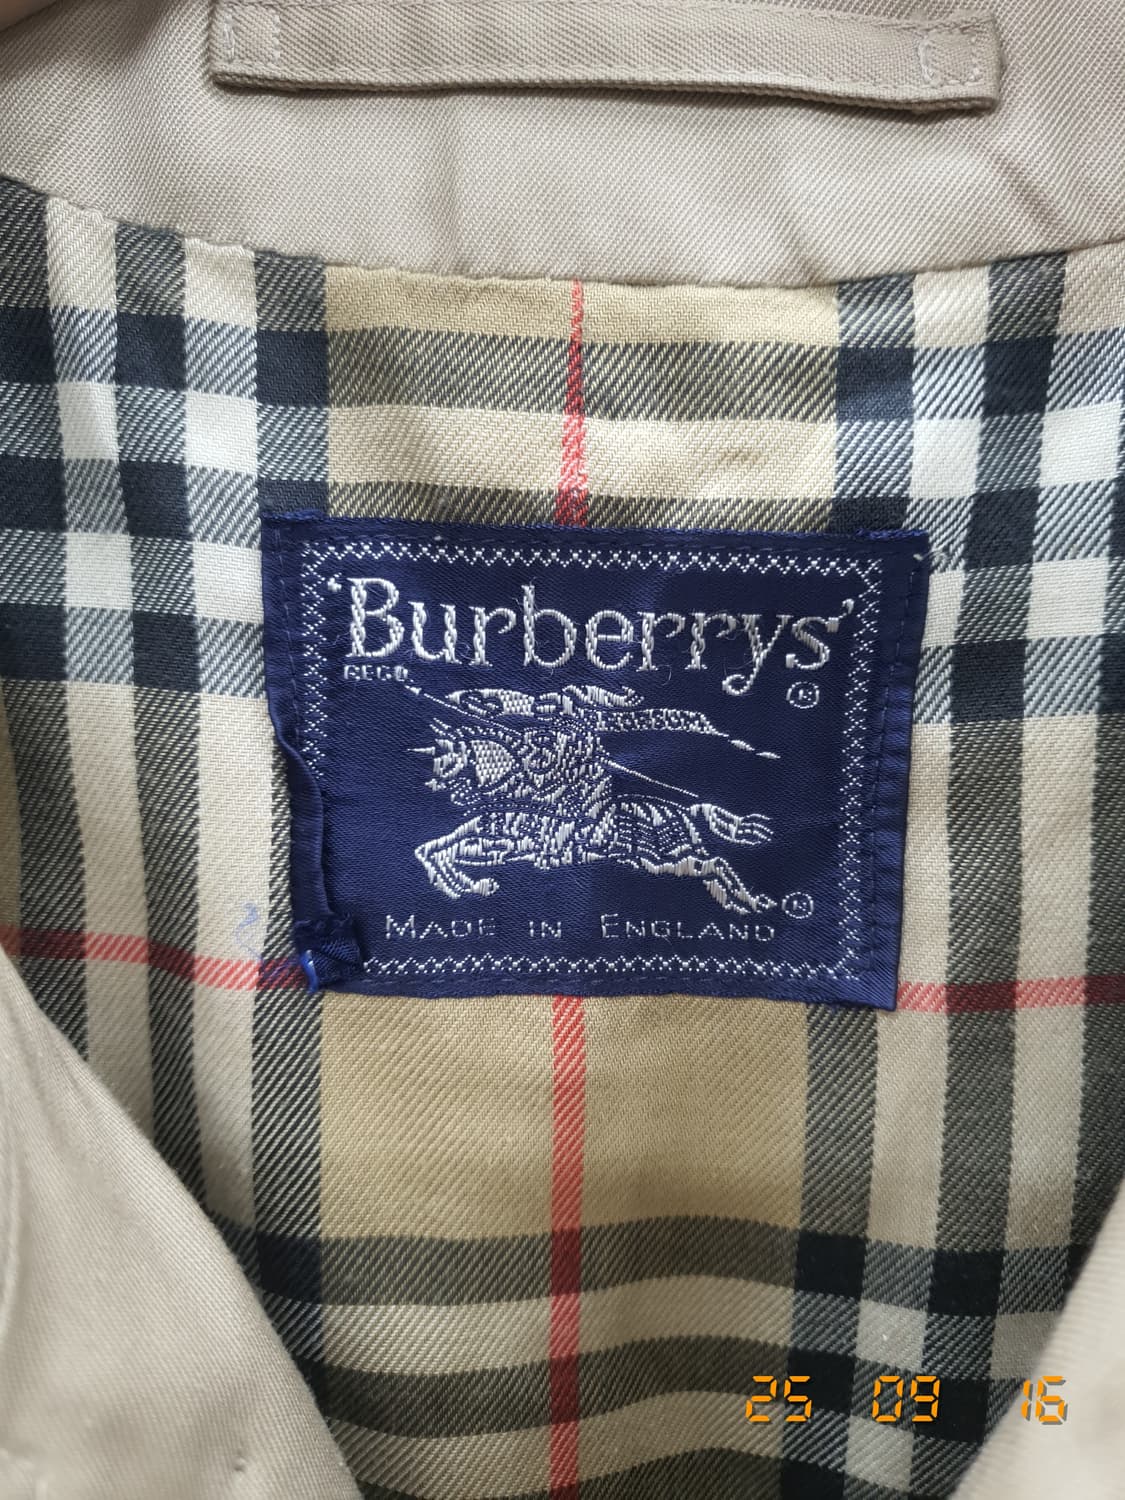 ‘Burberrys’
REGD
®
®
MADE IN ENGLAND
25 09 16